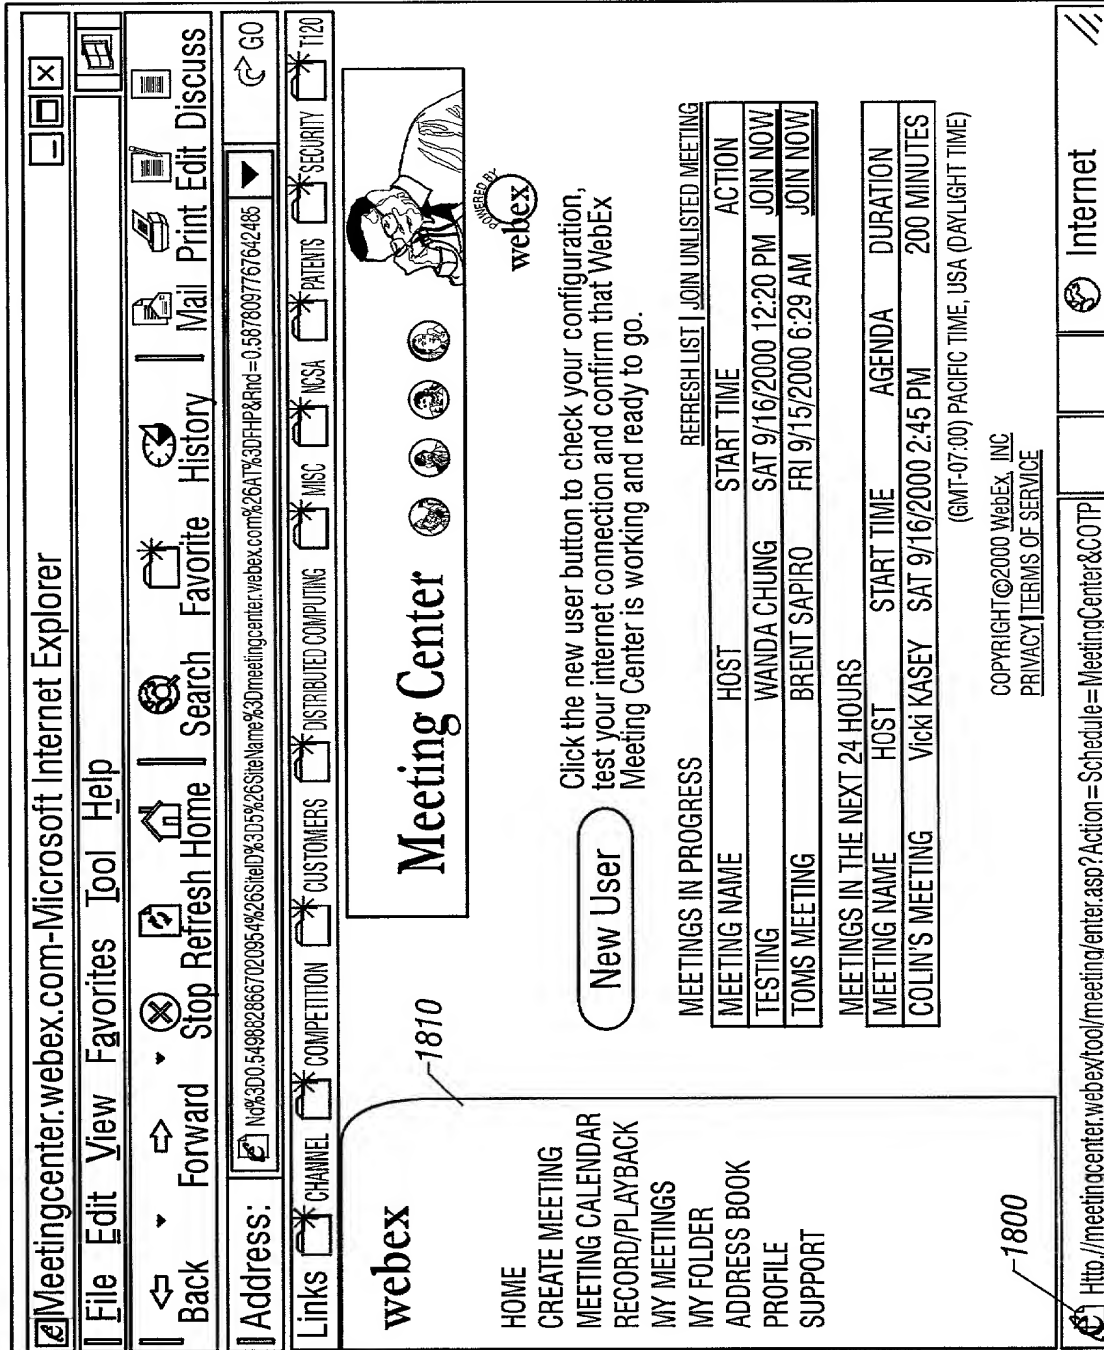 Meetingcenter.webex.com-Microsoft Internet Explorer
File Edit View Favorites Tool Help
Back Forward Stop Refresh Home Search Favorite History Mail Print Edit Discuss
Address: Nd%3D0.5498828667020954%26SiteID%3D5%26SiteName%3Dmeetingcenter.webex.com%26AT%3DFHP&Rnd=0.5878097767642485 GO
Links CHANNEL COMPETITION CUSTOMERS DISTRIBUTED COMPUTING MISC NCSA PATENTS SECURITY T120
webex
HOME
CREATE MEETING
MEETING CALENDAR
RECORD/PLAYBACK
MY MEETINGS
MY FOLDER
ADDRESS BOOK
PROFILE
SUPPORT
1810
1800
Meeting Center
POWERED BY
webex
New User
Click the new user button to check your configuration,
test your internet connection and confirm that WebEx
Meeting Center is working and ready to go.
REFRESH LIST | JOIN UNLISTED MEETING
MEETINGS IN PROGRESS
MEETING NAME HOST START TIME ACTION
TESTING WANDA CHUNG SAT 9/16/2000 12:20 PM JOIN NOW
TOMS MEETING BRENT SAPIRO FRI 9/15/2000 6:29 AM JOIN NOW
MEETINGS IN THE NEXT 24 HOURS
MEETING NAME HOST START TIME AGENDA DURATION
COLIN'S MEETING Vicki KASEY SAT 9/16/2000 2:45 PM 200 MINUTES
(GMT-07:00) PACIFIC TIME, USA (DAYLIGHT TIME)
COPYRIGHT©2000 WebEx, INC
PRIVACY|TERMS OF SERVICE
Http://meetingcenter.webex/tool/meeting/enter.asp?Action=Schedule=MeetingCenter&COTP Internet